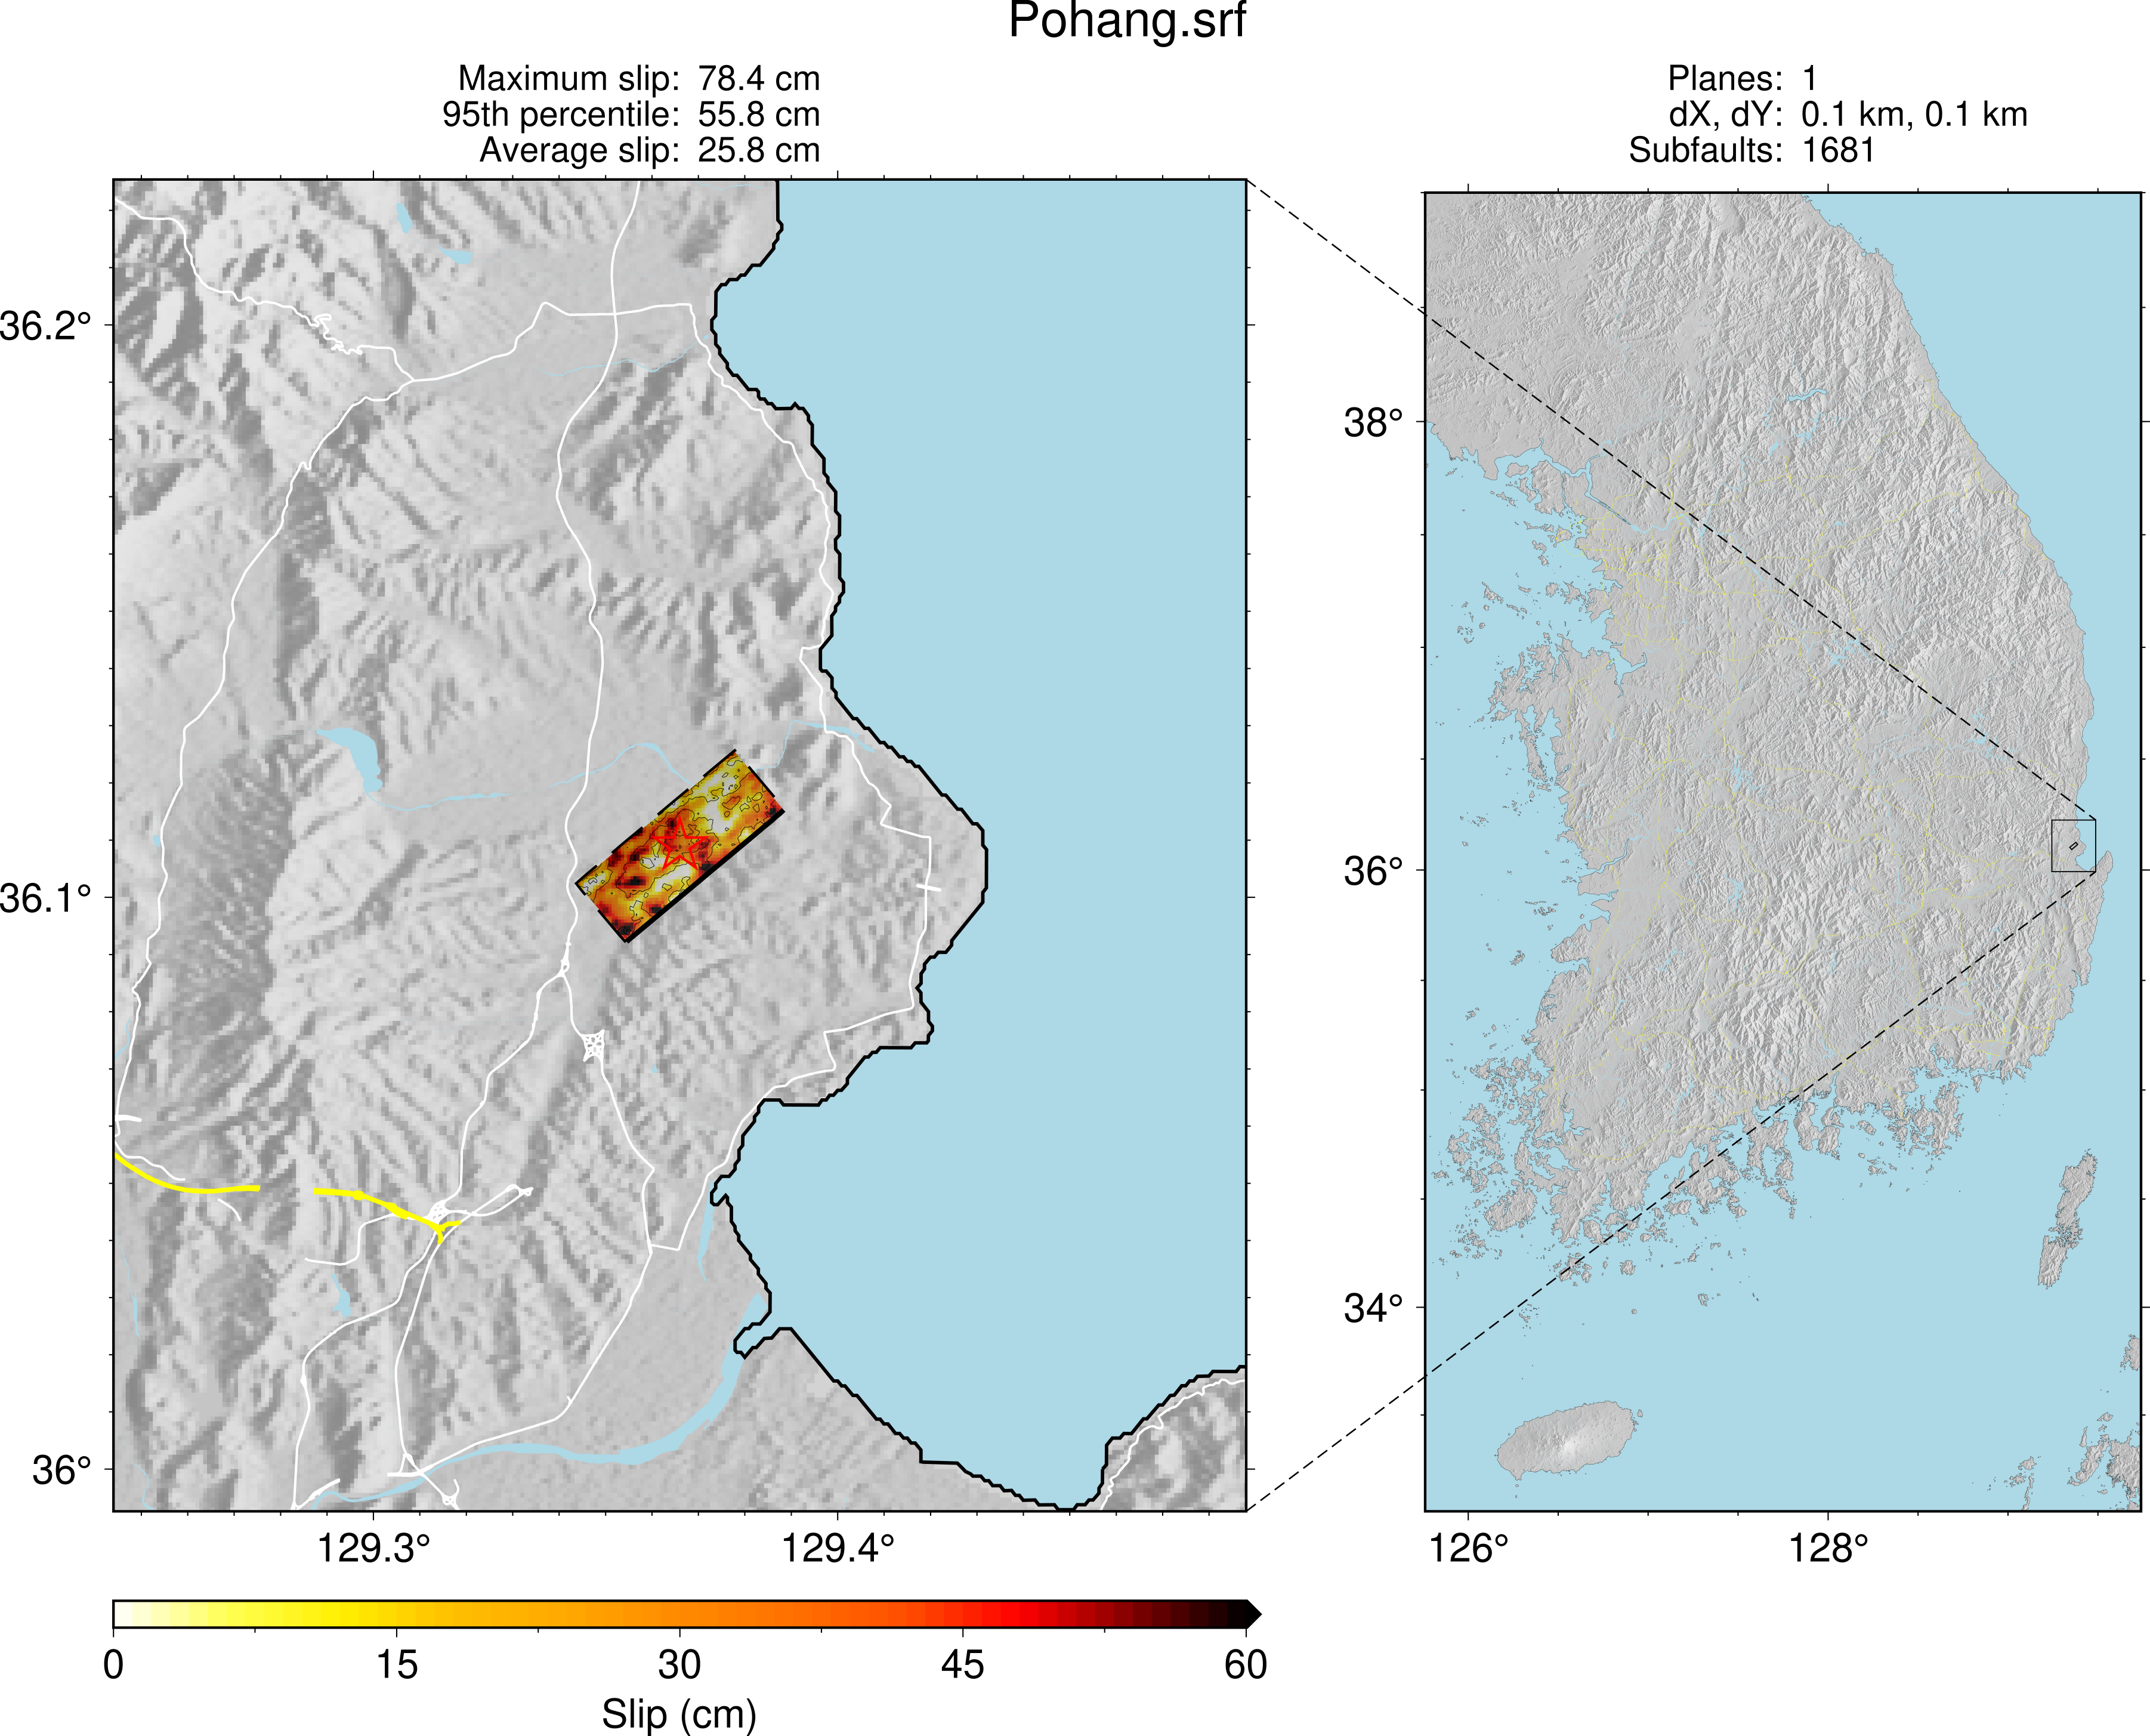 Pohang.srf
Maximum slip: 78.4 cm
95th percentile: 55.8 cm
Average slip: 25.8 cm
Planes: 1
dX, dY: 0.1 km, 0.1 km
Subfaults: 1681
36.2°
36.1°
36°
129.3° 129.4°
38°
36°
34°
126° 128°
0 15 30 45 60
Slip (cm)